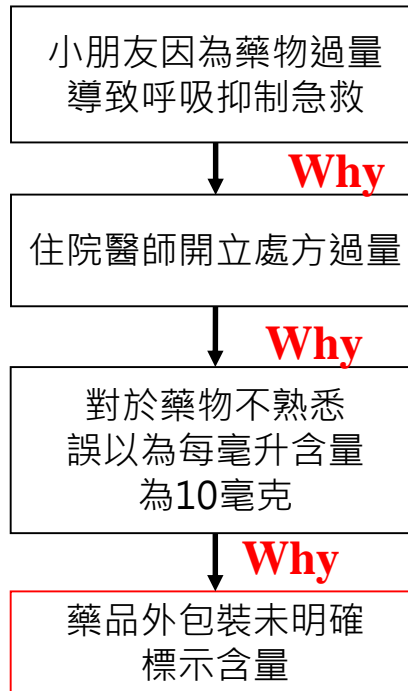 小朋友因為藥物過量
導致呼吸抑制急救
Why
住院醫師開立處方過量
Why
對於藥物不熟悉
誤以為每毫升含量
為10毫克
Why
藥品外包裝未明確
標示含量